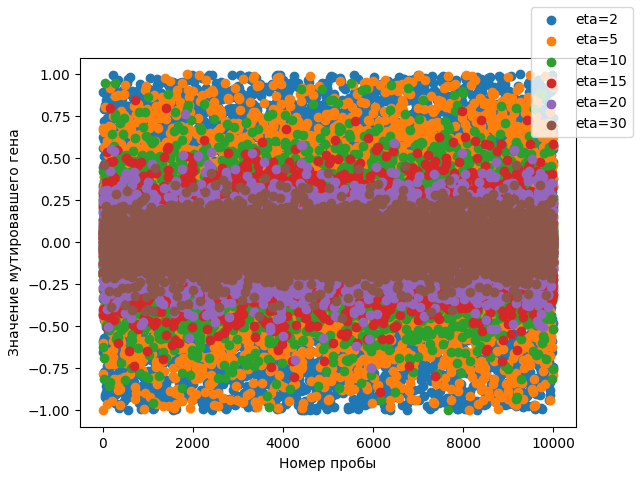 eta=2
eta=5
eta=10
eta=15
eta=20
eta=30
1.00
0.75
0.50
0.25
0.00
−0.25
−0.50
−0.75
−1.00
Значение мутировавшего гена
0 2000 4000 6000 8000 10000
Номер пробы